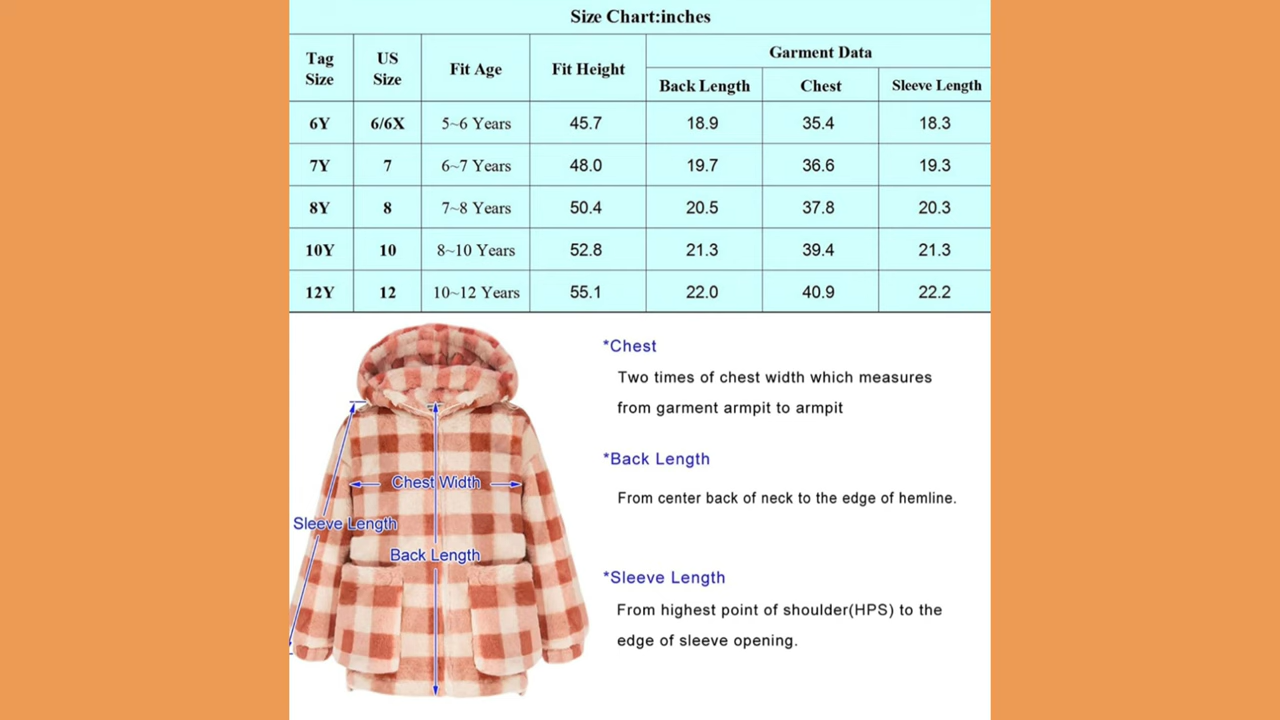 Size Chart:inches
Tag Size US Size Fit Age Fit Height Garment Data
Back Length Chest Sleeve Length
6Y 6/6X 5~6 Years 45.7 18.9 35.4 18.3
7Y 7 6~7 Years 48.0 19.7 36.6 19.3
8Y 8 7~8 Years 50.4 20.5 37.8 20.3
10Y 10 8~10 Years 52.8 21.3 39.4 21.3
12Y 12 10~12 Years 55.1 22.0 40.9 22.2
*Chest
Two times of chest width which measures
from garment armpit to armpit
*Back Length
From center back of neck to the edge of hemline.
*Sleeve Length
From highest point of shoulder(HPS) to the
edge of sleeve opening.
Chest Width
Sleeve Length
Back Length